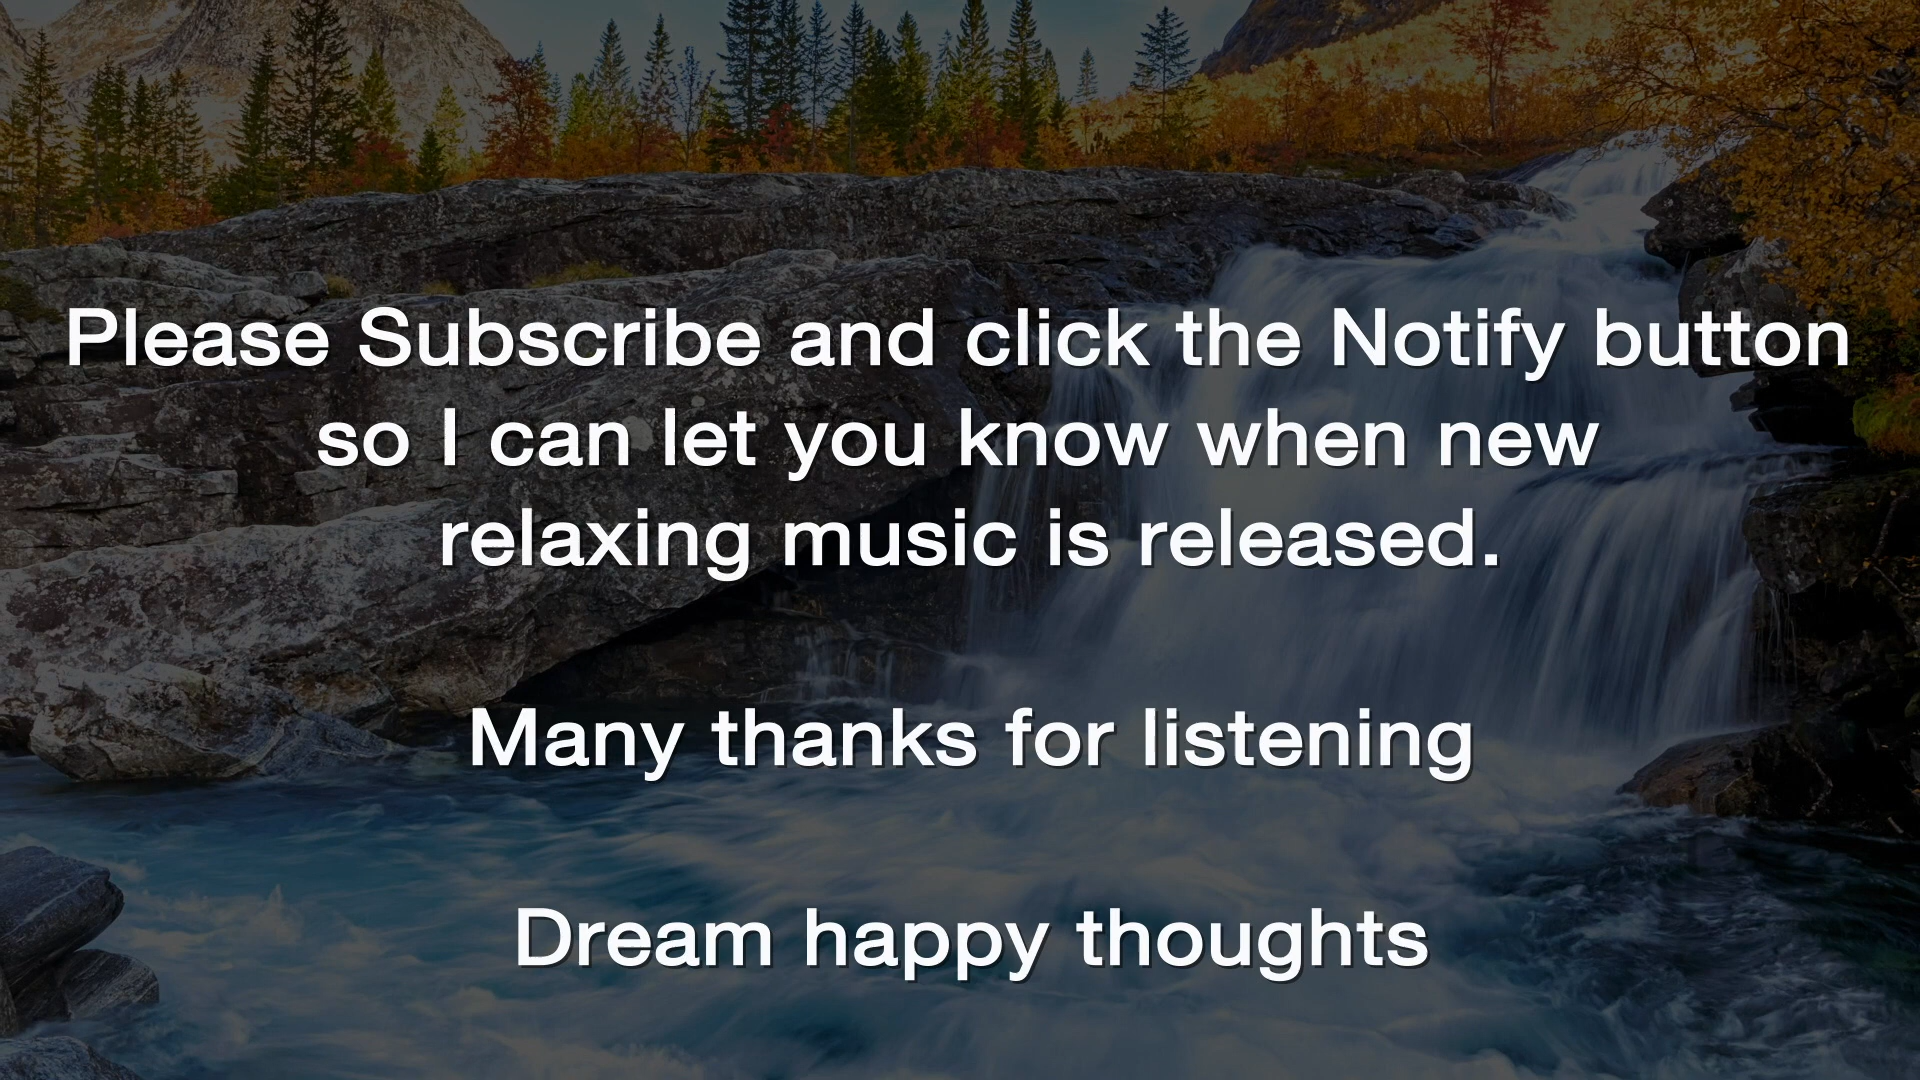 Please Subscribe and click the Notify button
so I can let you know when new
relaxing music is released.
Many thanks for listening
Dream happy thoughts